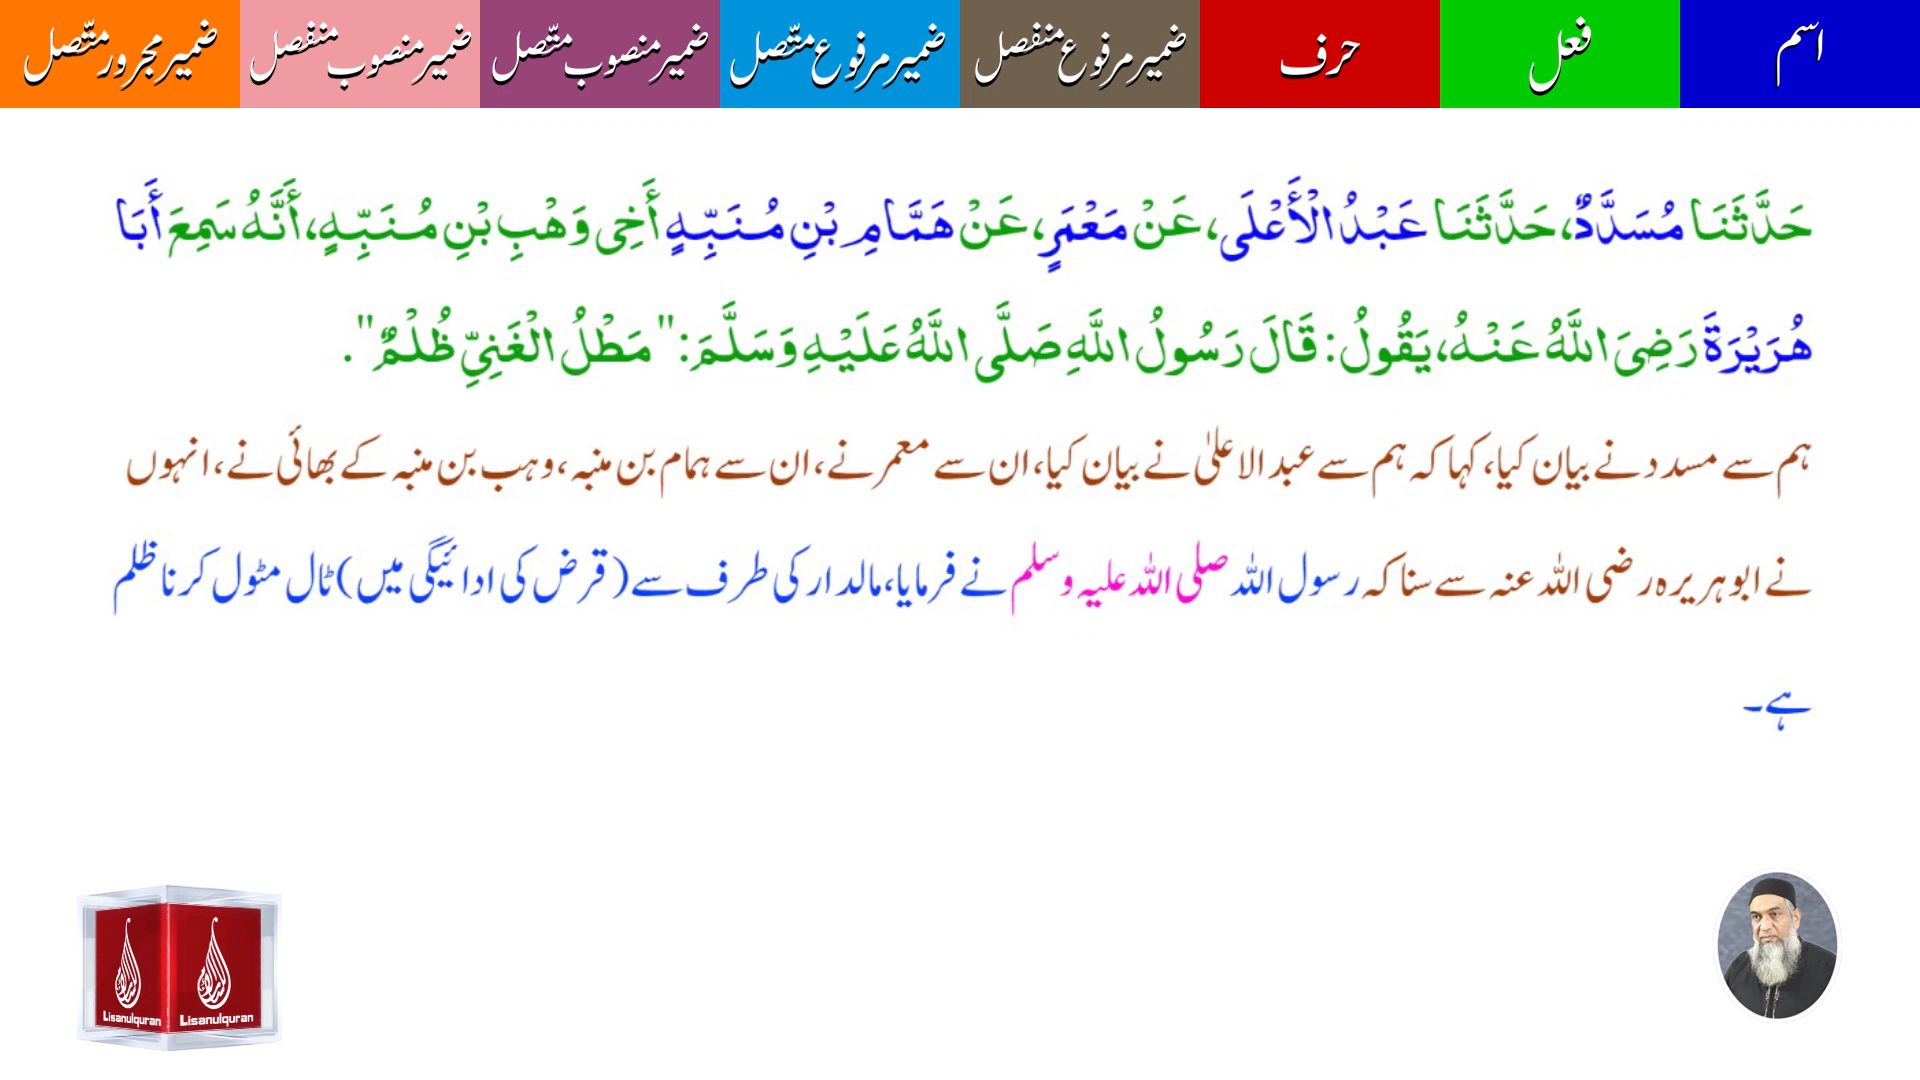 اسم فعل حرف ضمیر مرفوع منفصل ضمیر مرفوع متّصل ضمیر منصوب متّصل ضمیر منصوب منفصل ضمیر مجرور متّصل
حَدَّثَنَا مُسَدَّدٌ، حَدَّثَنَا عَبْدُ الْأَعْلَى، عَنْ مَعْمَرٍ، عَنْ هَمَّامِ بْنِ مُنَبِّهٍ أَخِي وَهْبِ بْنِ مُنَبِّهٍ، أَنَّهُ سَمِعَ أَبَا
هُرَيْرَةَ رَضِيَ اللَّهُ عَنْهُ، يَقُولُ: قَالَ رَسُولُ اللَّهِ صَلَّى اللَّهُ عَلَيْهِ وَسَلَّمَ: "مَطْلُ الْغَنِيِّ ظُلْمٌ".
ہم سے مسدد نے بیان کیا، کہا کہ ہم سے عبدالاعلیٰ نے بیان کیا، ان سے معمر نے، ان سے ہمام بن منبہ، وہب بن منبہ کے بھائی نے، انہوں
نے ابوہریرہ رضی اللہ عنہ سے سنا کہ رسول اللہ صلی اللہ علیہ وسلم نے فرمایا، مالدار کی طرف سے (قرض کی ادائیگی میں) ٹال مٹول کرنا ظلم
ہے۔
Lisanulquran Lisanulquran